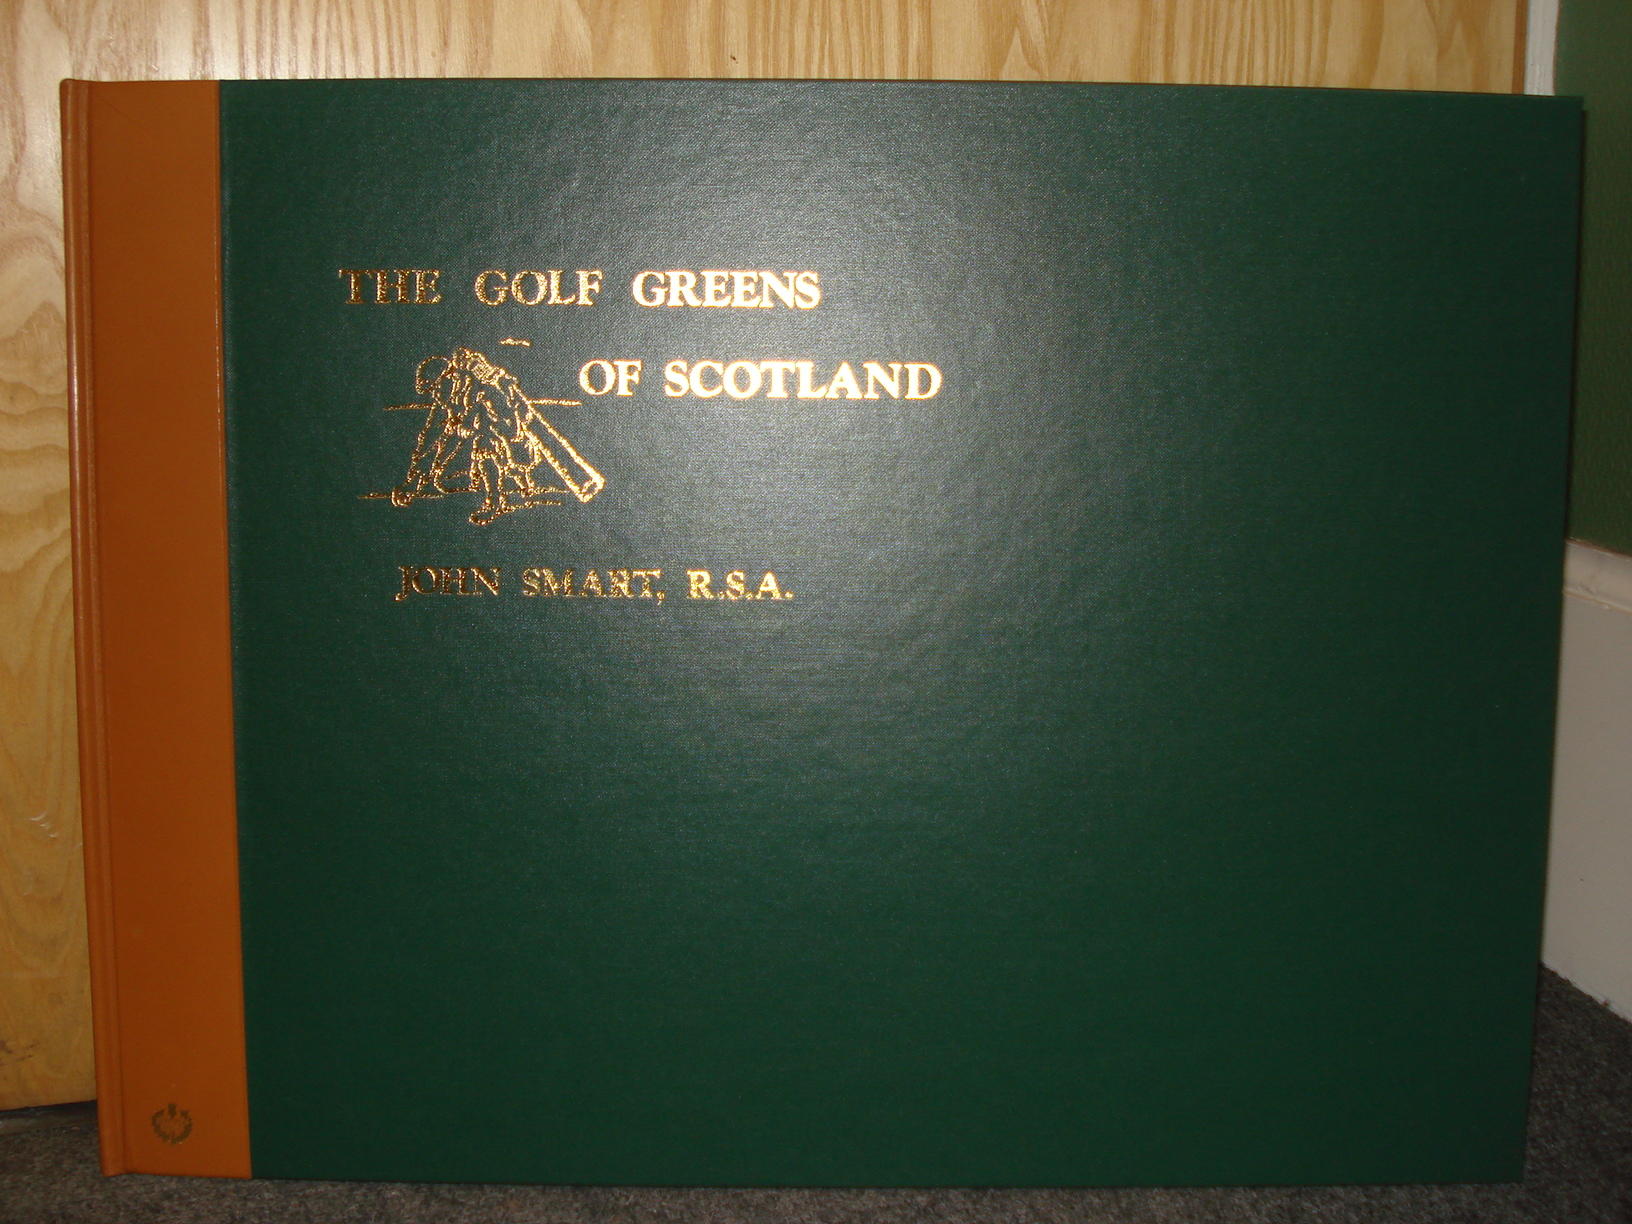 THE GOLF GREENS
OF SCOTLAND
JOHN SMART, R.S.A.